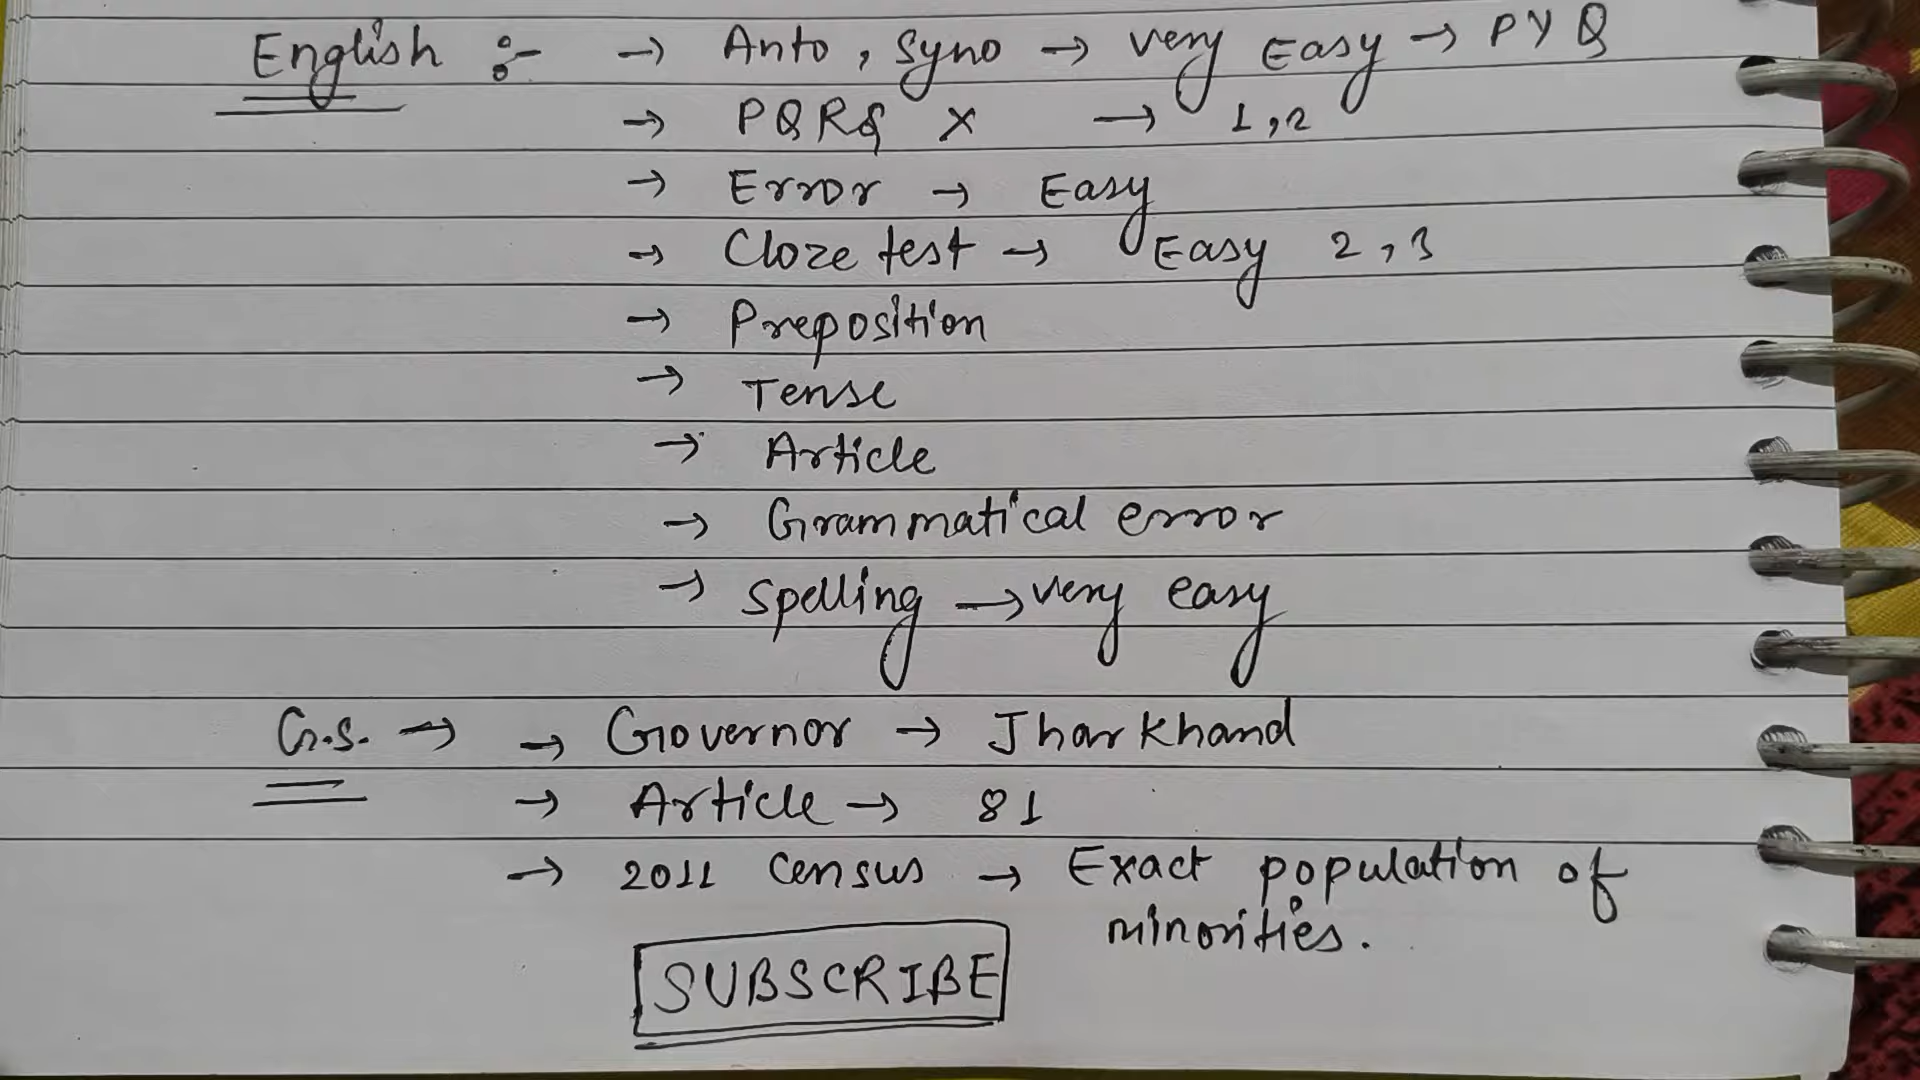 English :- → Anto, Syno → very Easy → PYQ
→ PQRS × → 1,2
→ Error → Easy
→ Cloze test → Easy 2,3
→ Preposition
→ Tense
→ Article
→ Grammatical error
→ Spelling → very easy
G.S. → → Governor → Jharkhand
→ Article → 81
→ 2011 Census → Exact population of
minorities.
SUBSCRIBE